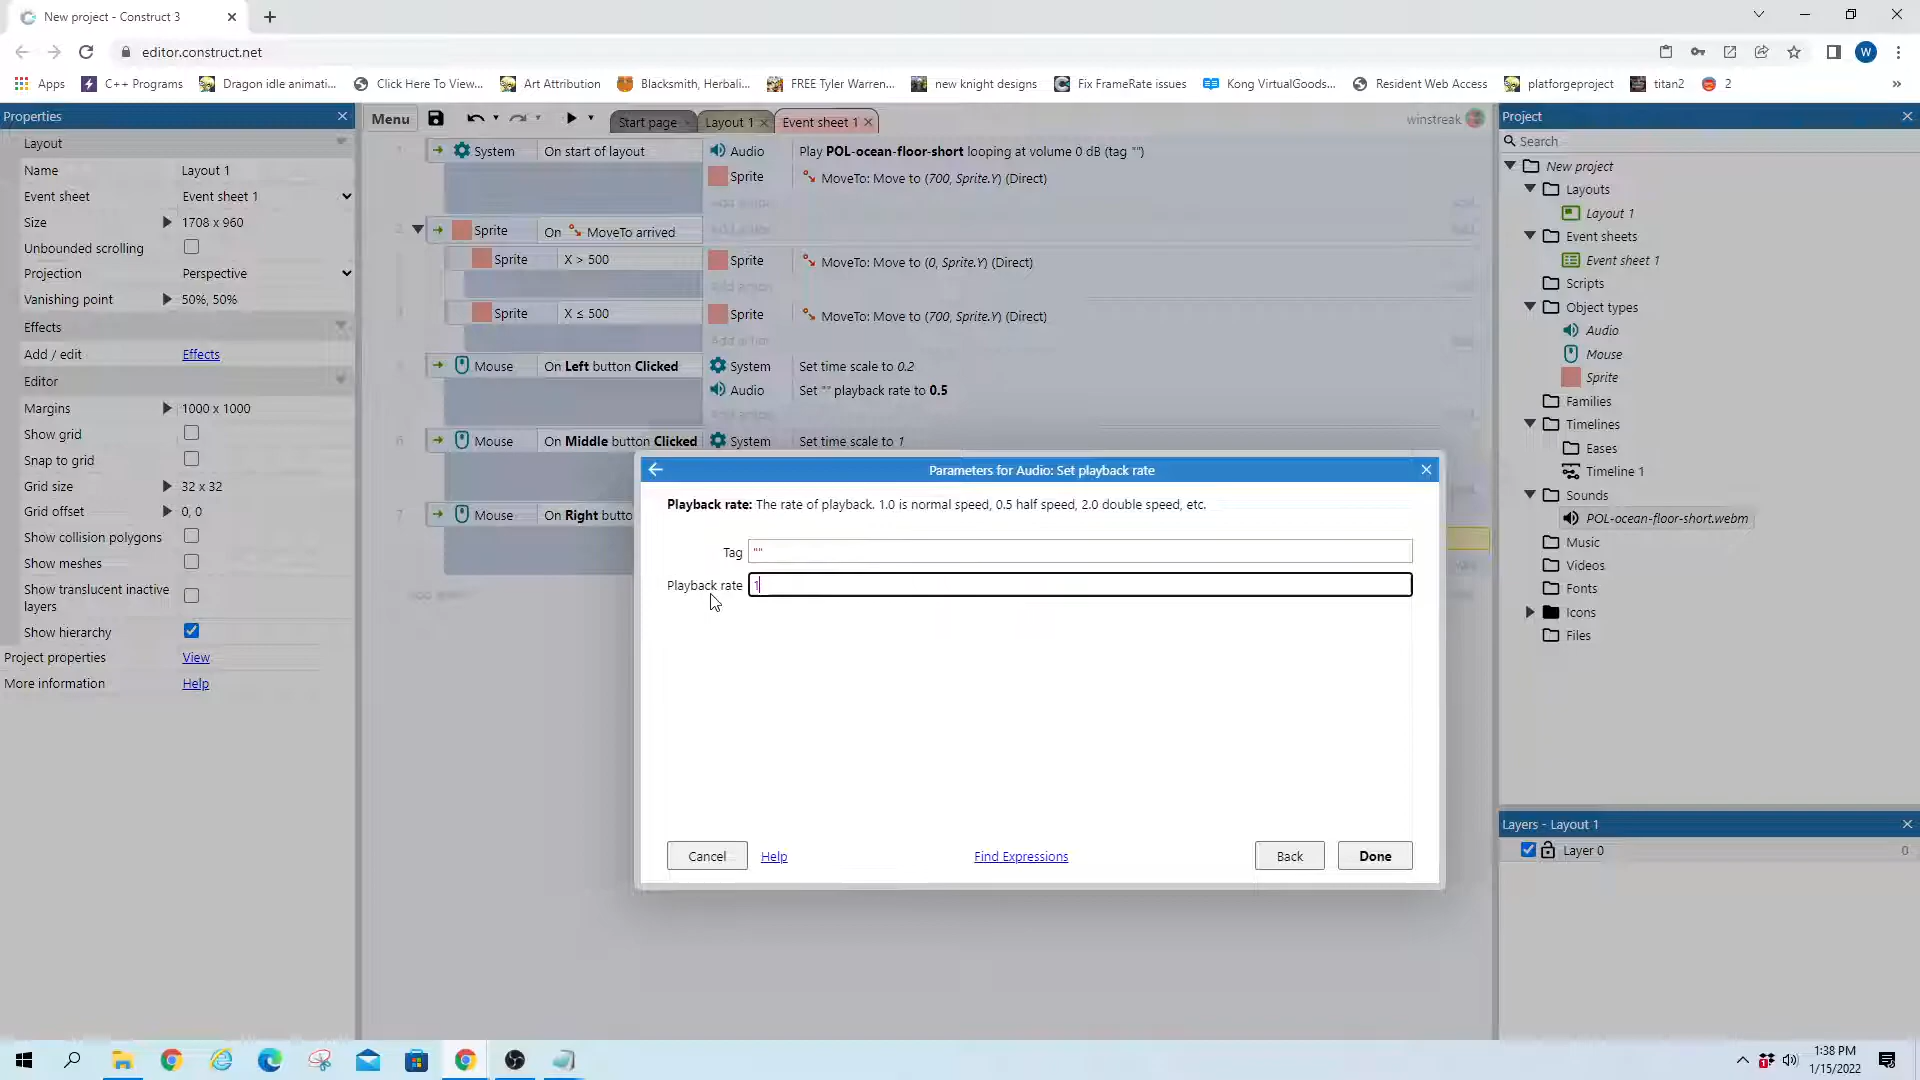 New project - Construct 3
editor.construct.net
W
Apps
C++ Programs
Dragon idle animati...
Click Here To View...
Art Attribution
Blacksmith, Herbali...
FREE Tyler Warren...
new knight designs
Fix FrameRate issues
Kong VirtualGoods...
Resident Web Access
platforgeproject
titan2
2
Properties
Layout
Name Layout 1
Event sheet Event sheet 1
Size 1708 x 960
Unbounded scrolling
Projection Perspective
Vanishing point 50%, 50%
Effects
Add / edit Effects
Editor
Margins 1000 x 1000
Show grid
Snap to grid
Grid size 32 x 32
Grid offset 0, 0
Show collision polygons
Show meshes
Show translucent inactive
layers
Show hierarchy
Project properties View
More information Help
Menu
Start page
Layout 1
Event sheet 1
winstreak
System On start of layout Audio Play POL-ocean-floor-short looping at volume 0 dB (tag "")
Sprite MoveTo: Move to (700, Sprite.Y) (Direct)
Add action
2 Sprite On MoveTo arrived Add action
Sprite X > 500 Sprite MoveTo: Move to (0, Sprite.Y) (Direct)
Add action
Sprite X ≤ 500 Sprite MoveTo: Move to (700, Sprite.Y) (Direct)
Add action
Mouse On Left button Clicked System Set time scale to 0.2
Audio Set "" playback rate to 0.5
Add action
6 Mouse On Middle button Clicked System Set time scale to 1
7 Mouse On Right butto
Parameters for Audio: Set playback rate
Playback rate: The rate of playback. 1.0 is normal speed, 0.5 half speed, 2.0 double speed, etc.
Tag ""
Playback rate 1
Cancel
Help
Find Expressions
Back
Done
Project
Search
New project
Layouts
Layout 1
Event sheets
Event sheet 1
Scripts
Object types
Audio
Mouse
Sprite
Families
Timelines
Eases
Timeline 1
Sounds
POL-ocean-floor-short.webm
Music
Videos
Fonts
Icons
Files
Layers - Layout 1
Layer 0 0
1:38 PM
1/15/2022